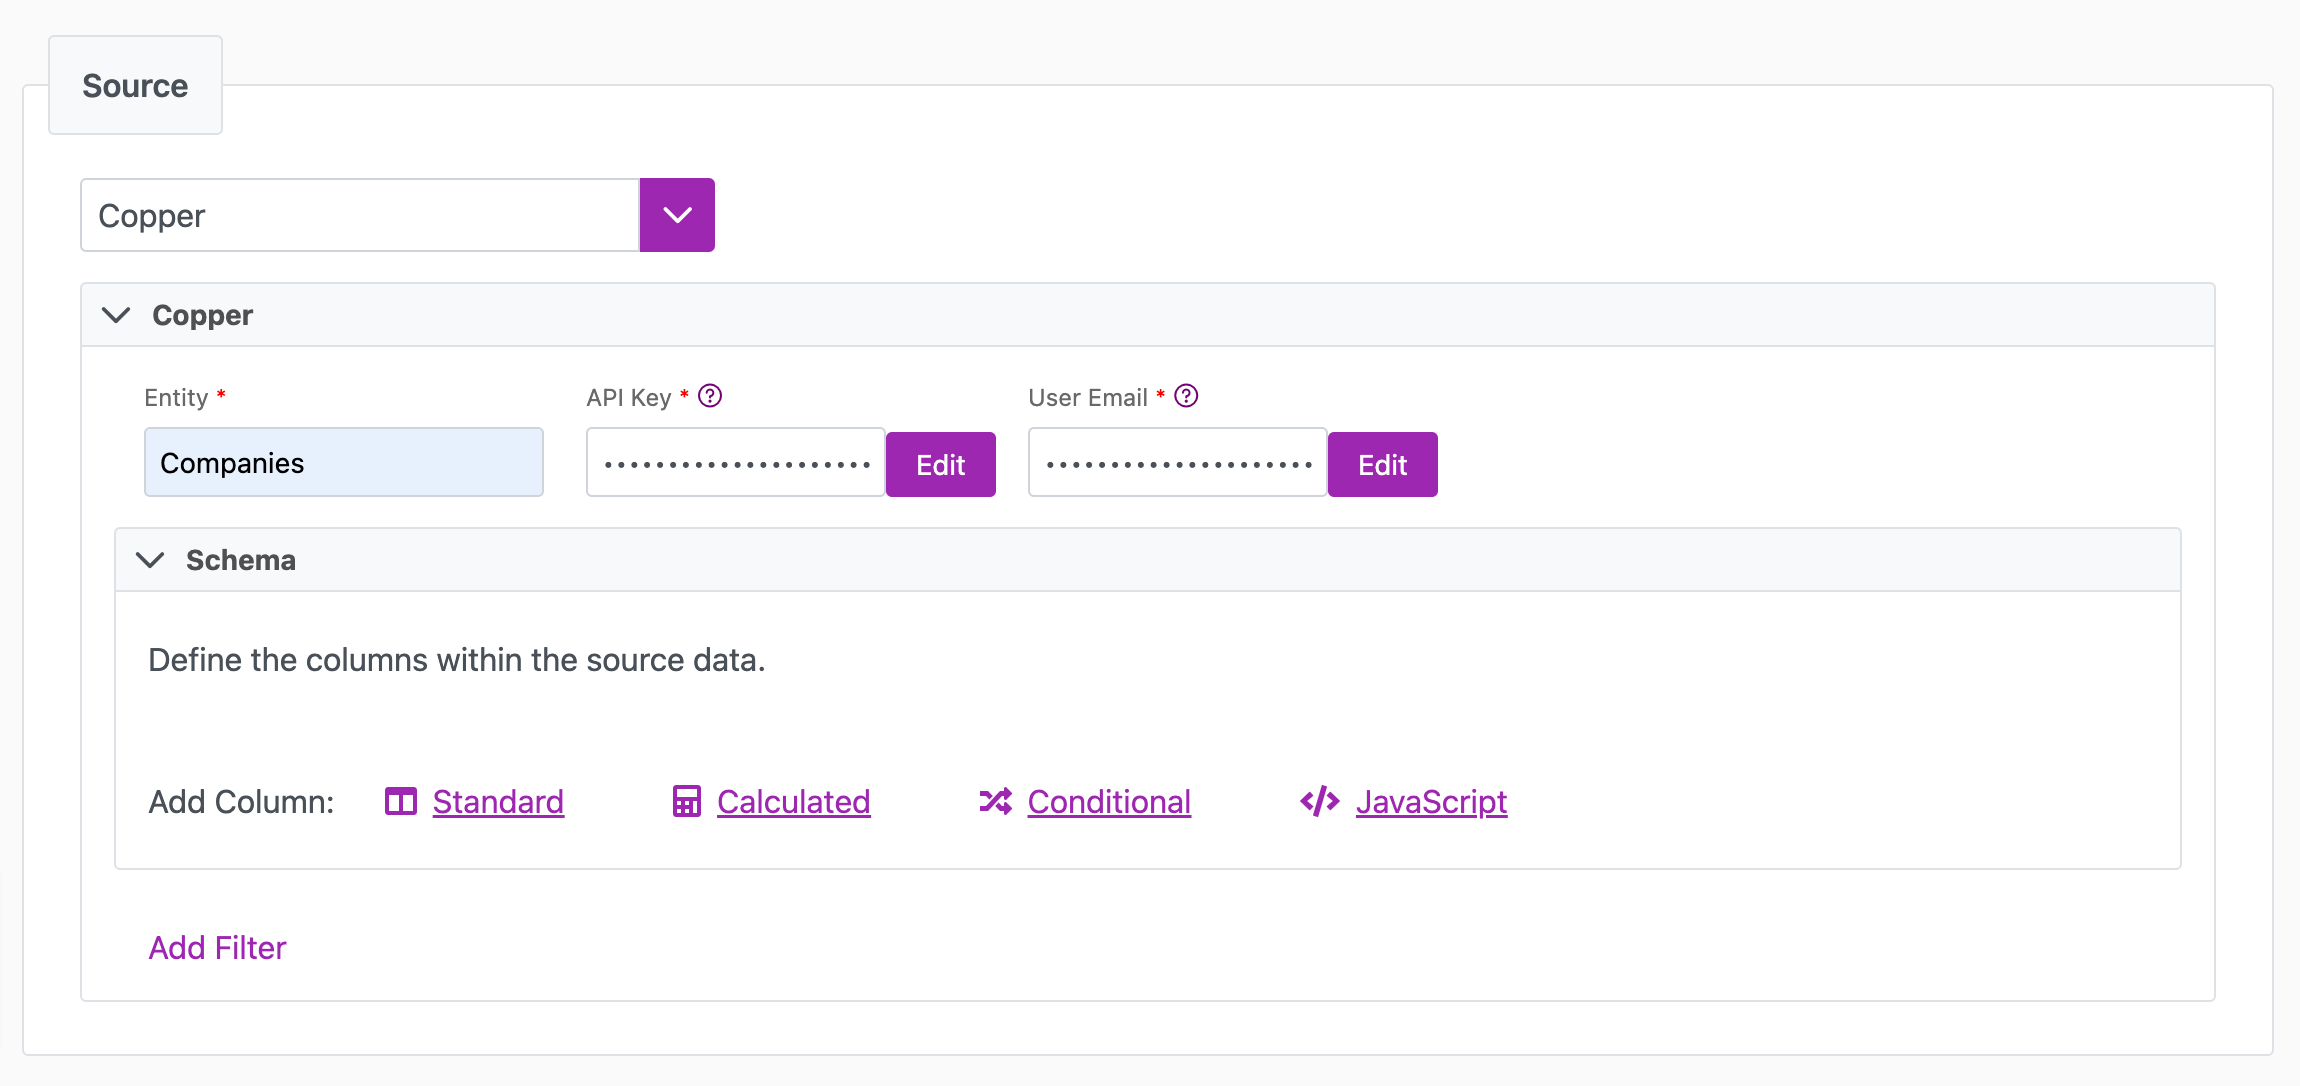 Source
Copper
Copper
Entity * API Key * User Email *
Companies ••••••••••••••••••••• Edit ••••••••••••••••••••• Edit
Schema
Define the columns within the source data.
Add Column: Standard Calculated Conditional JavaScript
Add Filter